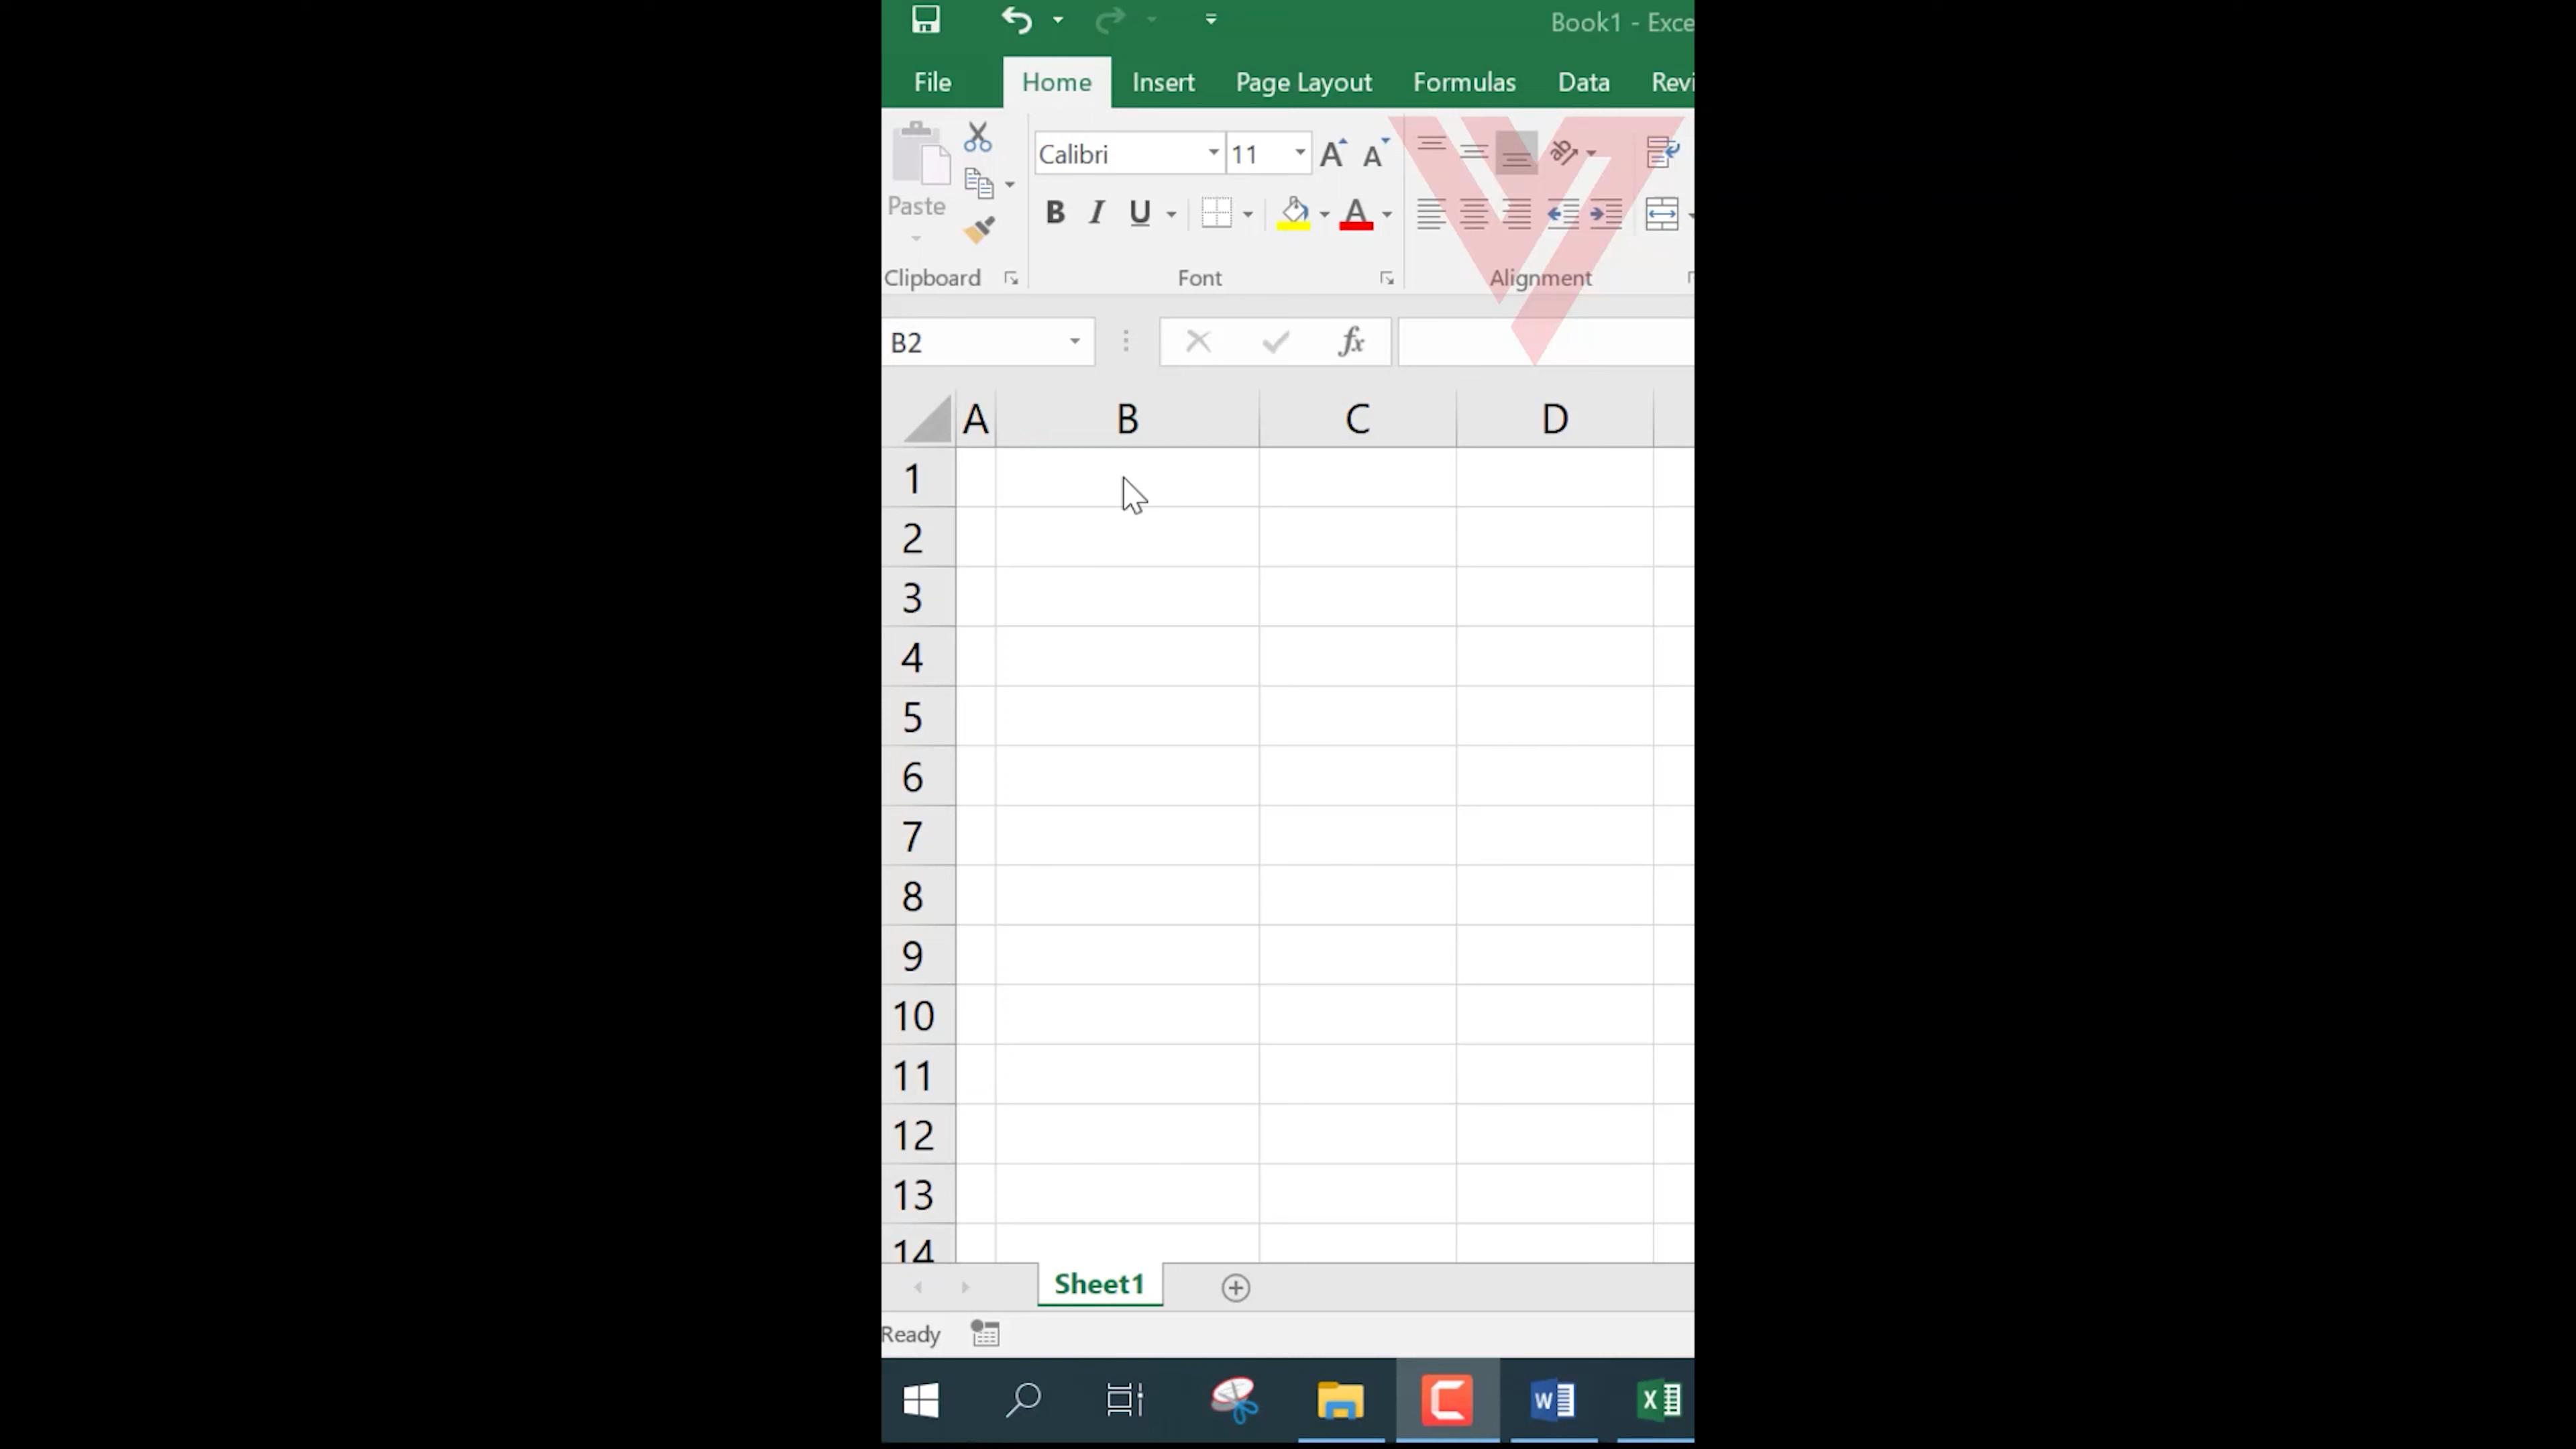 Book1 - Exce
File Home Insert Page Layout Formulas Data Revi
Calibri 11 A A
ab
Paste
B I U A
Clipboard Font Alignment
B2 fx
A B C D
1
2
3
4
5
6
7
8
9
10
11
12
13
14
Sheet1
Ready
W X